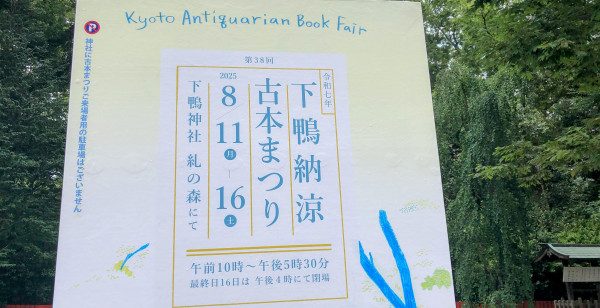 Kyoto Antiquarian Book Fair
第38回
令和七年
下鴨納涼
古本まつり
2025
8/11月-16土
下鴨神社 糺の森にて
午前10時〜午後5時30分
最終日16日は 午後4時にて閉場
P
神社に古本まつりご来場者用の駐車場はございません。